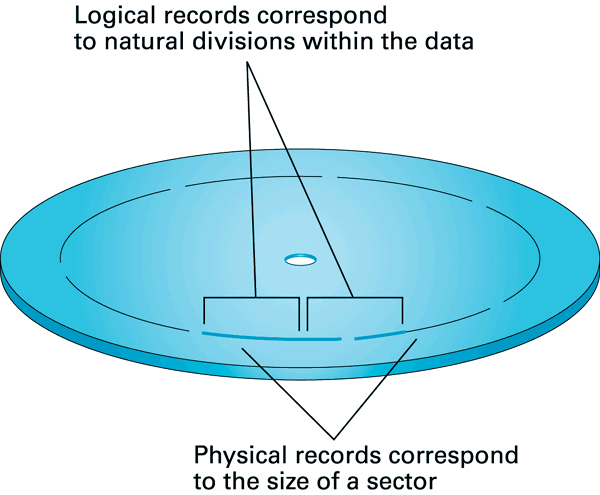 Logical records correspond
to natural divisions within the data
Physical records correspond
to the size of a sector